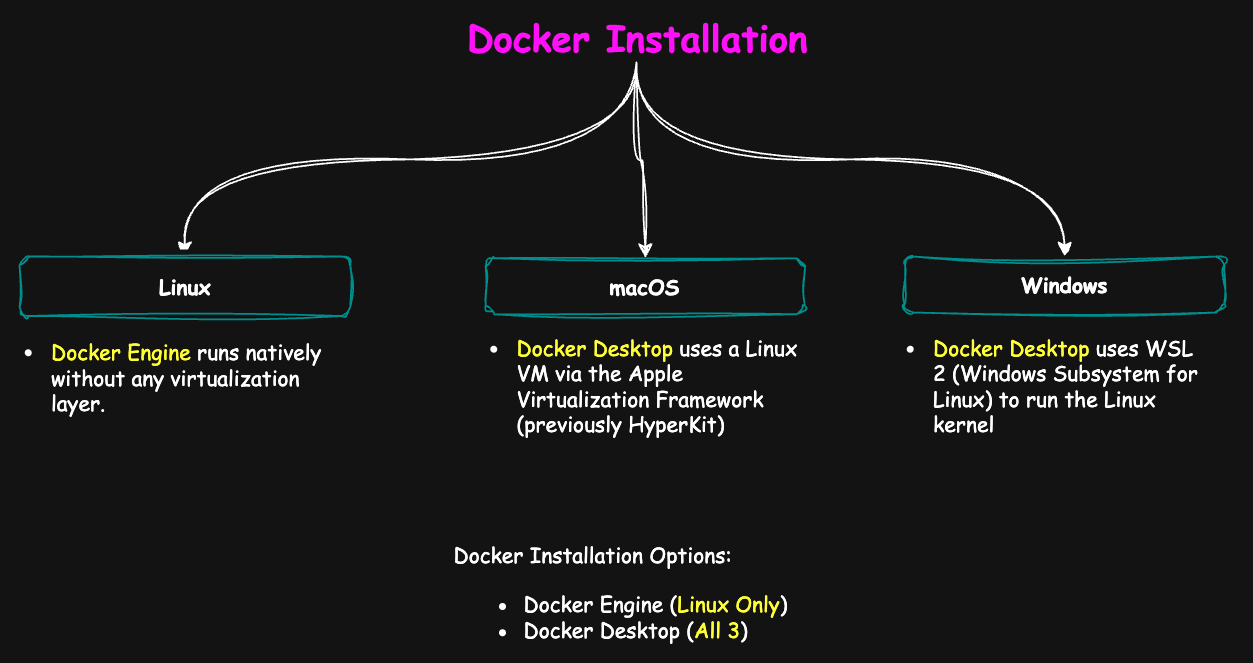 Docker Installation
Linux
macOS
Windows
• Docker Engine runs natively
without any virtualization
layer.
• Docker Desktop uses a Linux
VM via the Apple
Virtualization Framework
(previously HyperKit)
• Docker Desktop uses WSL
2 (Windows Subsystem for
Linux) to run the Linux
kernel
Docker Installation Options:
• Docker Engine (Linux Only)
• Docker Desktop (All 3)